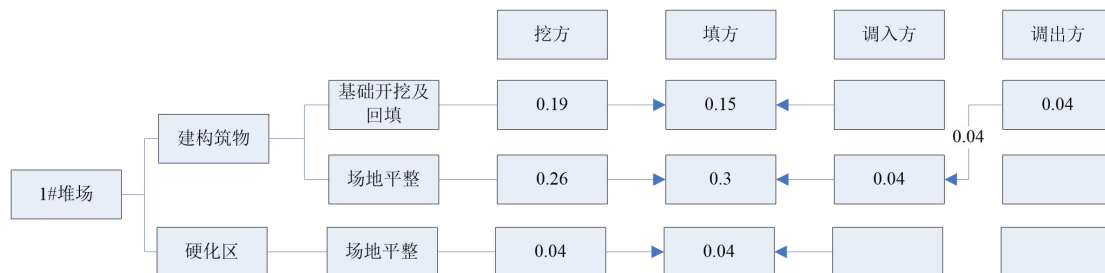 挖方 填方 调入方 调出方
基础开挖及
回填
0.19 0.15 0.04
建构筑物
0.04
场地平整 0.26 0.3 0.04
1#堆场
硬化区 场地平整 0.04 0.04